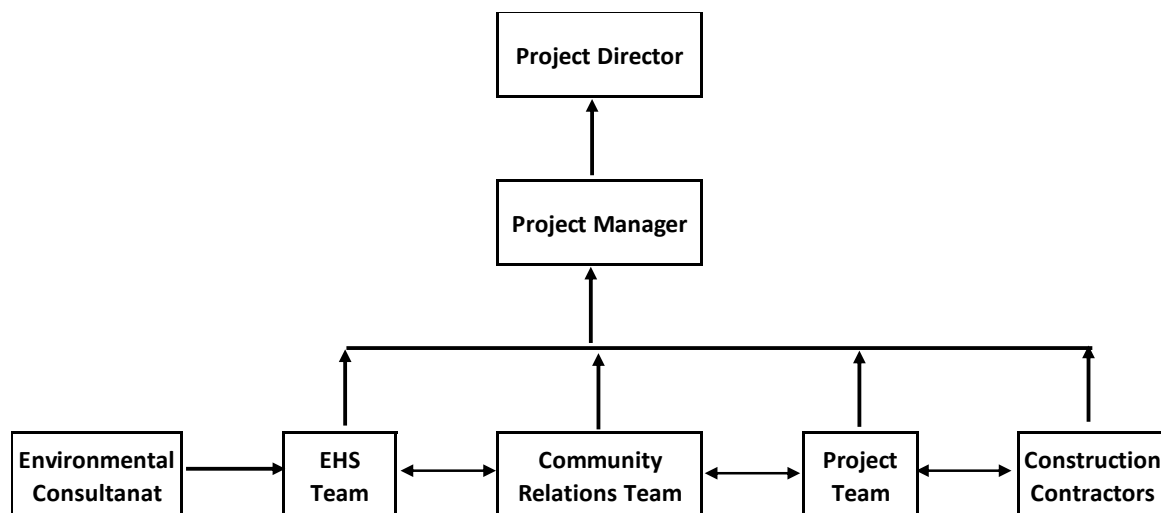 Project Director
Project Manager
Environmental
Consultanat
EHS
Team
Community
Relations Team
Project
Team
Construction
Contractors